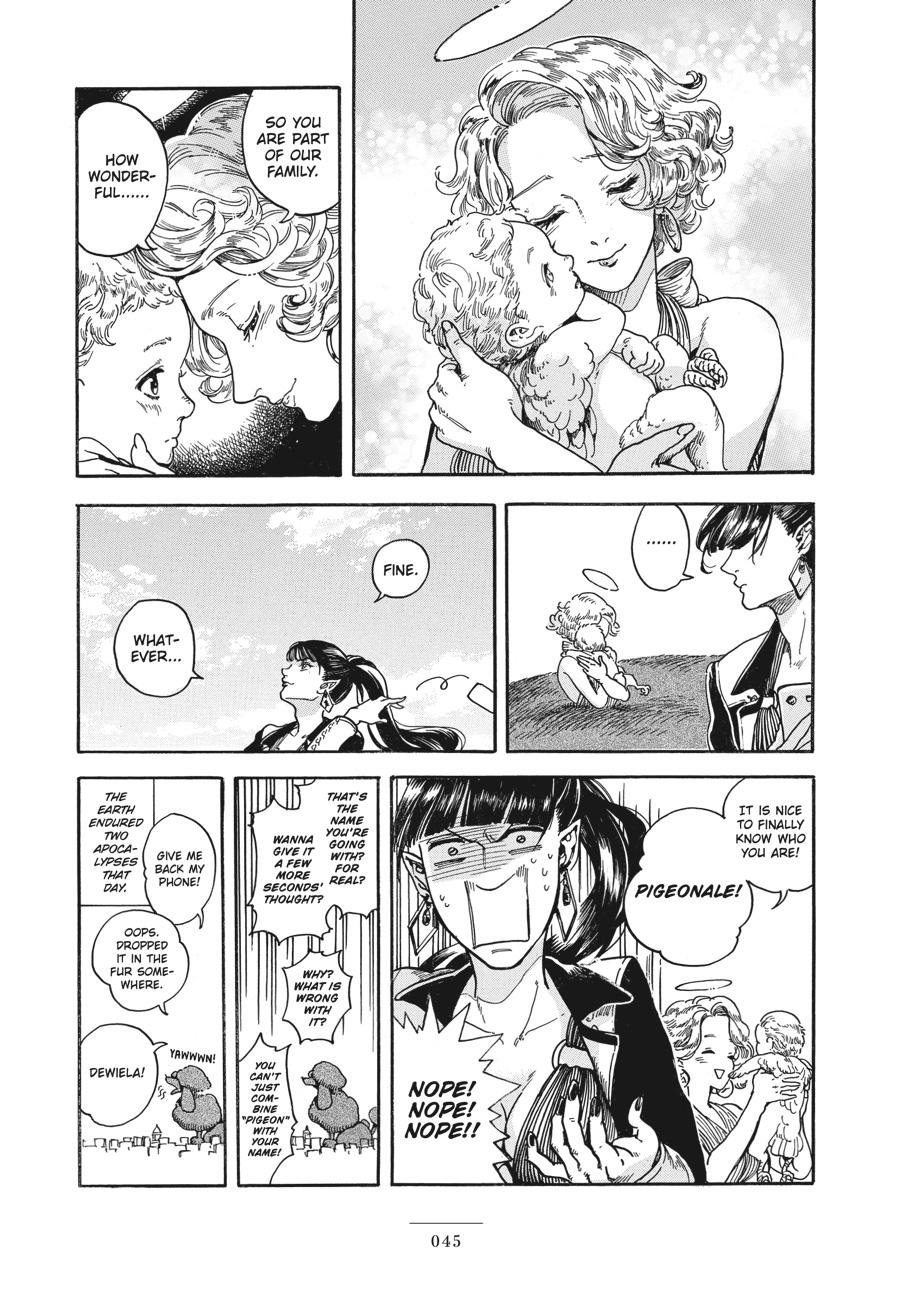 SO YOU
ARE PART
OF OUR
FAMILY.
HOW
WONDER-
FUL......
......
FINE.
WHAT-
EVER...
IT IS NICE
TO FINALLY
KNOW WHO
YOU ARE!
PIGEONALE!
NOPE!
NOPE!
NOPE!!
THAT'S
THE
NAME
YOU'RE
GOING
WITH?
FOR
REAL?
WANNA
GIVE IT
A FEW
MORE
SECONDS'
THOUGHT?
WHY?
WHAT IS
WRONG
WITH
IT?
YOU
CAN'T
JUST
COM-
BINE
"PIGEON"
WITH
YOUR
NAME!
THE
EARTH
ENDURED
TWO
APOCA-
LYPSES
THAT
DAY.
GIVE ME
BACK MY
PHONE!
OOPS.
DROPPED
IT IN THE
FUR SOME-
WHERE.
YAWWWN!
DEWIELA!
045